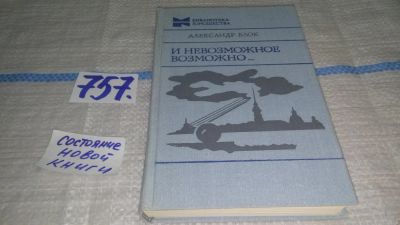 БИБЛИОТЕКА
ЮНОШЕСТВА
АЛЕКСАНДР БЛОК
И НЕВОЗМОЖНОЕ
ВОЗМОЖНО...
757.
СОСТОЯНИЕ
НОВОЙ
КНИГИ